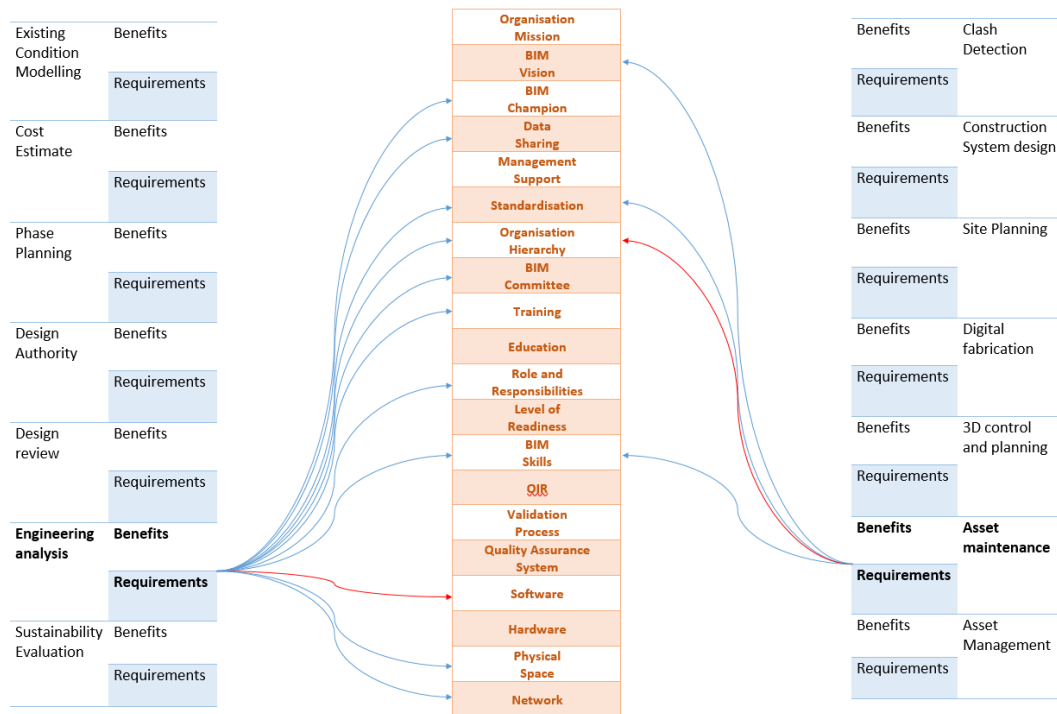 Existing
Condition
Modelling
Benefits
Requirements
Cost
Estimate
Benefits
Requirements
Phase
Planning
Benefits
Requirements
Design
Authority
Benefits
Requirements
Design
review
Benefits
Requirements
Engineering
analysis
Benefits
Requirements
Sustainability
Evaluation
Benefits
Requirements
Organisation
Mission
BIM
Vision
BIM
Champion
Data
Sharing
Management
Support
Standardisation
Organisation
Hierarchy
BIM
Committee
Training
Education
Role and
Responsibilities
Level of
Readiness
BIM
Skills
OIR
Validation
Process
Quality Assurance
System
Software
Hardware
Physical
Space
Network
Benefits
Requirements
Clash
Detection
Benefits
Requirements
Construction
System design
Benefits
Requirements
Site Planning
Benefits
Requirements
Digital
fabrication
Benefits
Requirements
3D control
and planning
Benefits
Requirements
Asset
maintenance
Benefits
Requirements
Asset
Management